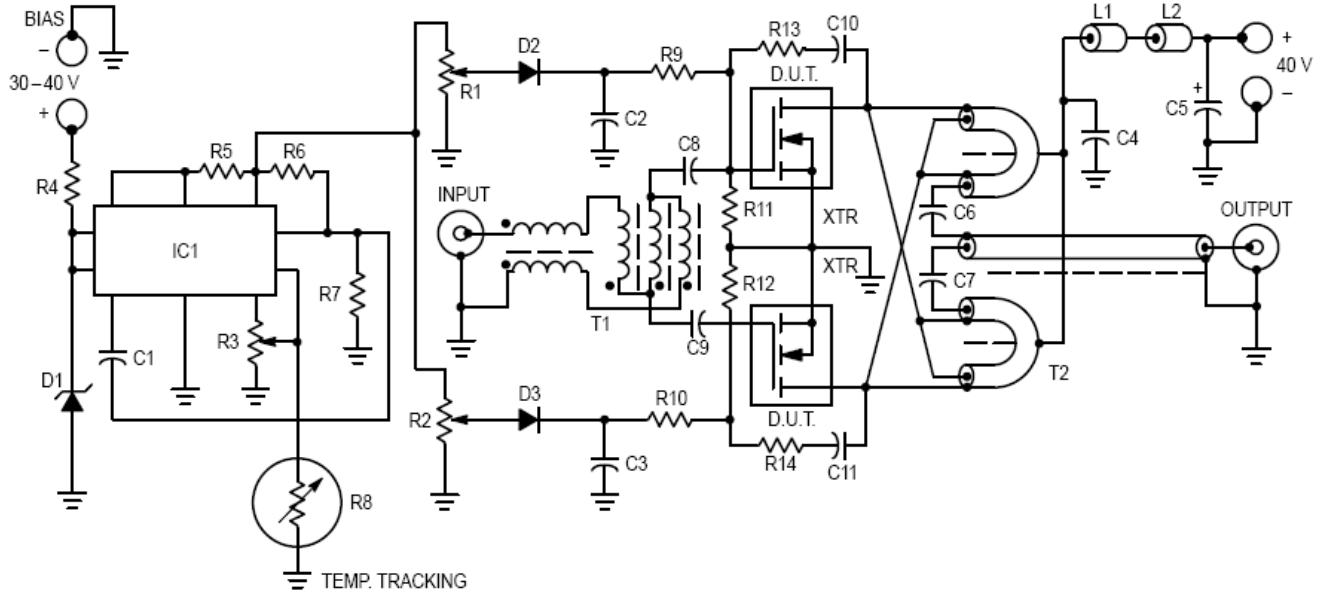 BIAS
–
30–40 V
+
R4
D1
R5
R6
IC1
C1
R3
R7
R8
TEMP. TRACKING
R1
D2
C2
R9
R13
C10
D.U.T.
INPUT
C8
T1
C9
R11
R12
XTR
XTR
R2
D3
C3
R10
D.U.T.
R14
C11
L1
L2
+
40 V
–
+
C5
C4
C6
C7
OUTPUT
T2